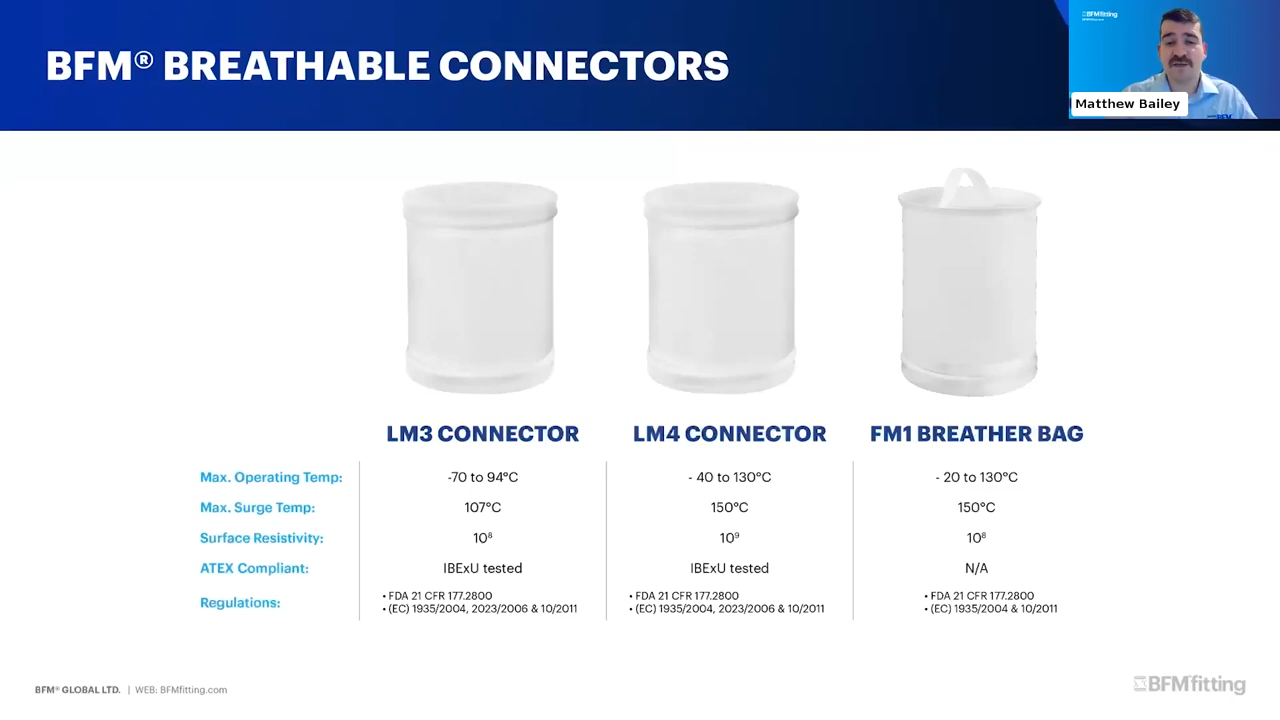 BFM® BREATHABLE CONNECTORS
BFMfitting
Matthew Bailey
LM3 CONNECTOR
LM4 CONNECTOR
FM1 BREATHER BAG
Max. Operating Temp:
-70 to 94°C
- 40 to 130°C
- 20 to 130°C
Max. Surge Temp:
107°C
150°C
150°C
Surface Resistivity:
10⁸
10⁹
10⁸
ATEX Compliant:
IBExU tested
IBExU tested
N/A
Regulations:
• FDA 21 CFR 177.2800
• (EC) 1935/2004, 2023/2006 & 10/2011
• FDA 21 CFR 177.2800
• (EC) 1935/2004, 2023/2006 & 10/2011
• FDA 21 CFR 177.2800
• (EC) 1935/2004 & 10/2011
BFM® GLOBAL LTD. | WEB: BFMfitting.com
BFM®fitting